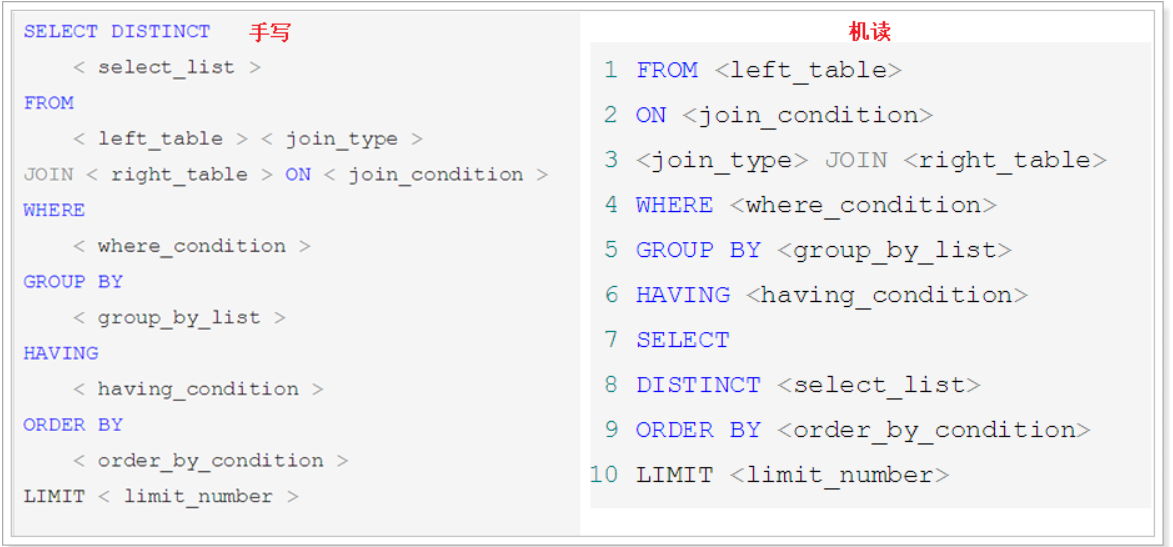 SELECT DISTINCT 手写
< select_list >
FROM
< left_table > < join_type >
JOIN < right_table > ON < join_condition >
WHERE
< where_condition >
GROUP BY
< group_by_list >
HAVING
< having_condition >
ORDER BY
< order_by_condition >
LIMIT < limit_number >
机读
1 FROM <left_table>
2 ON <join_condition>
3 <join_type> JOIN <right_table>
4 WHERE <where_condition>
5 GROUP BY <group_by_list>
6 HAVING <having_condition>
7 SELECT
8 DISTINCT <select_list>
9 ORDER BY <order_by_condition>
10 LIMIT <limit_number>